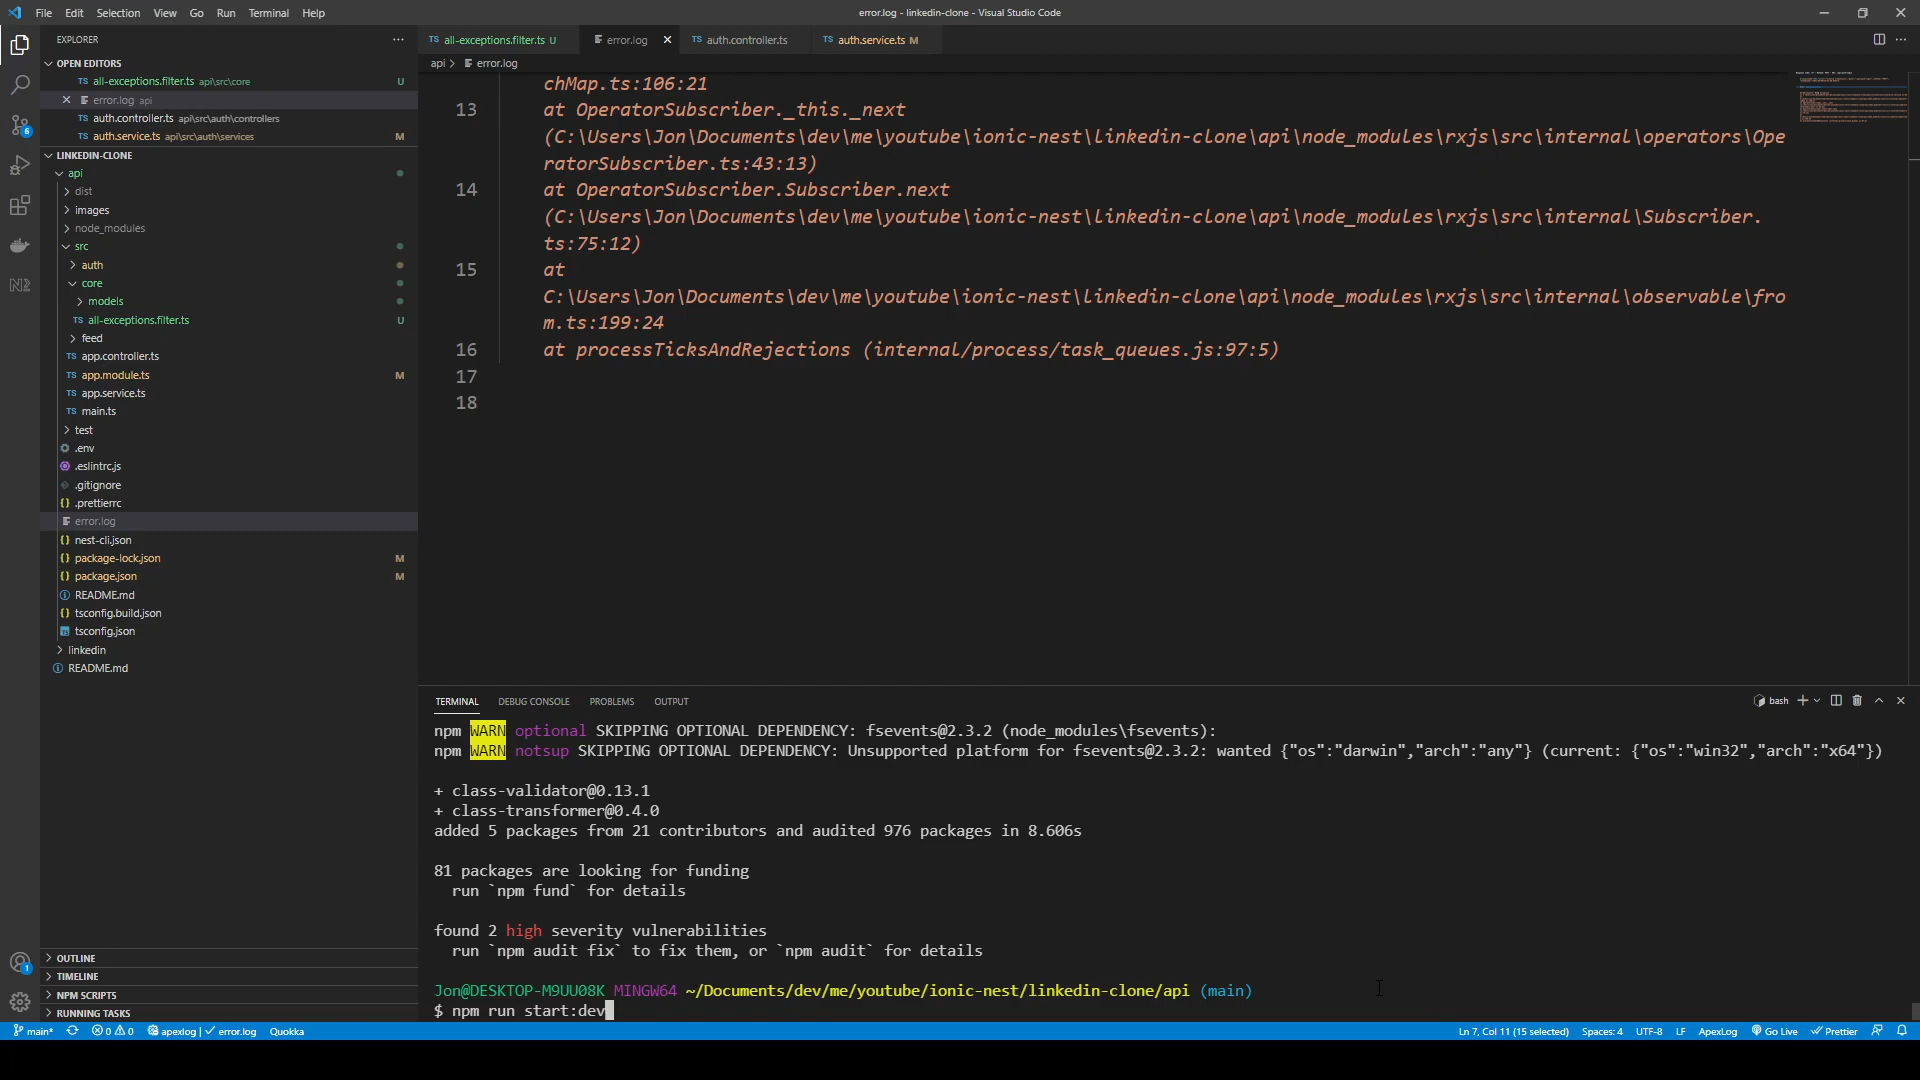 File Edit Selection View Go Run Terminal Help
error.log - linkedin-clone - Visual Studio Code
EXPLORER
OPEN EDITORS
TS all-exceptions.filter.ts api\src\core U
error.log api
auth.controller.ts api\src\auth\controllers
TS auth.service.ts api\src\auth\services M
LINKEDIN-CLONE
api
dist
images
node_modules
src
auth
core
models
TS all-exceptions.filter.ts U
feed
TS app.controller.ts
TS app.module.ts M
TS app.service.ts
TS main.ts
test
.env
.eslintrc.js
.gitignore
{} .prettierrc
error.log
{} nest-cli.json
{} package-lock.json M
{} package.json M
README.md
{} tsconfig.build.json
tsconfig.json
linkedin
README.md
OUTLINE
TIMELINE
NPM SCRIPTS
RUNNING TASKS
TS all-exceptions.filter.ts U
error.log
TS auth.controller.ts
TS auth.service.ts M
api > error.log
chMap.ts:106:21
13 at OperatorSubscriber._this._next
(C:\Users\Jon\Documents\dev\me\youtube\ionic-nest\linkedin-clone\api\node_modules\rxjs\src\internal\operators\Ope
ratorSubscriber.ts:43:13)
14 at OperatorSubscriber.Subscriber.next
(C:\Users\Jon\Documents\dev\me\youtube\ionic-nest\linkedin-clone\api\node_modules\rxjs\src\internal\Subscriber.
ts:75:12)
15 at
C:\Users\Jon\Documents\dev\me\youtube\ionic-nest\linkedin-clone\api\node_modules\rxjs\src\internal\observable\fro
m.ts:199:24
16 at processTicksAndRejections (internal/process/task_queues.js:97:5)
17
18
TERMINAL DEBUG CONSOLE PROBLEMS OUTPUT
bash
npm WARN optional SKIPPING OPTIONAL DEPENDENCY: fsevents@2.3.2 (node_modules\fsevents):
npm WARN notsup SKIPPING OPTIONAL DEPENDENCY: Unsupported platform for fsevents@2.3.2: wanted {"os":"darwin","arch":"any"} (current: {"os":"win32","arch":"x64"})
+ class-validator@0.13.1
+ class-transformer@0.4.0
added 5 packages from 21 contributors and audited 976 packages in 8.606s
81 packages are looking for funding
run `npm fund` for details
found 2 high severity vulnerabilities
run `npm audit fix` to fix them, or `npm audit` for details
Jon@DESKTOP-M9UU08K MINGW64 ~/Documents/dev/me/youtube/ionic-nest/linkedin-clone/api (main)
$ npm run start:dev
main* 0 0 apexlog | error.log Quokka
Ln 7, Col 11 (15 selected) Spaces: 4 UTF-8 LF ApexLog Go Live Prettier